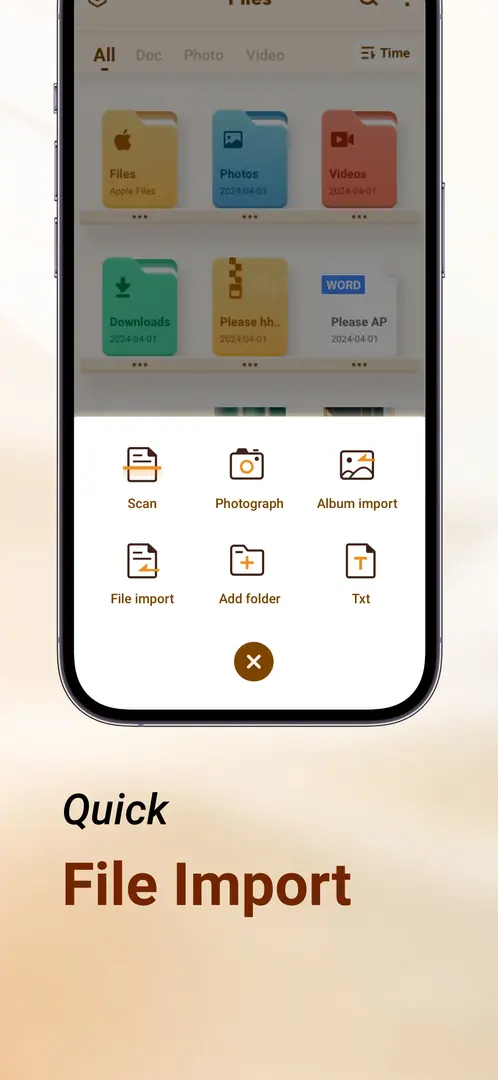 Files
All Doc Photo Video Time
Files Photos Videos
Apple Files 2024-04-01 2024-04-01
WORD
Downloads Please hh.. Please AP
2024-04-01 2024-04-01 2024-04-01
Scan Photograph Album import
File import Add folder Txt
Quick
File Import